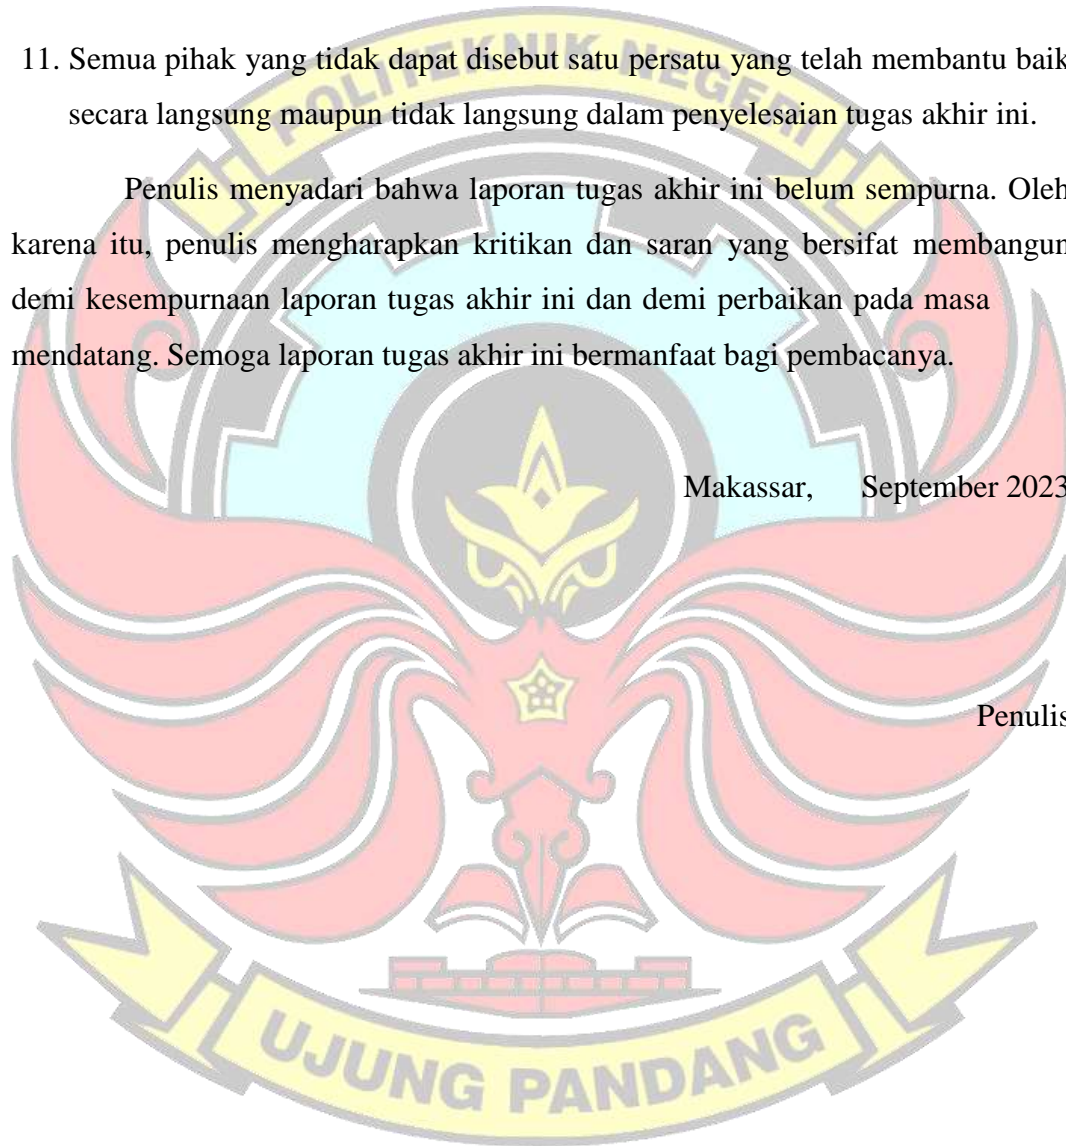 POLITEKNIK NEGERI
11. Semua pihak yang tidak dapat disebut satu persatu yang telah membantu baik
secara langsung maupun tidak langsung dalam penyelesaian tugas akhir ini.
Penulis menyadari bahwa laporan tugas akhir ini belum sempurna. Oleh
karena itu, penulis mengharapkan kritikan dan saran yang bersifat membangun
demi kesempurnaan laporan tugas akhir ini dan demi perbaikan pada masa
mendatang. Semoga laporan tugas akhir ini bermanfaat bagi pembacanya.
Makassar, September 2023
Penulis
UJUNG PANDANG